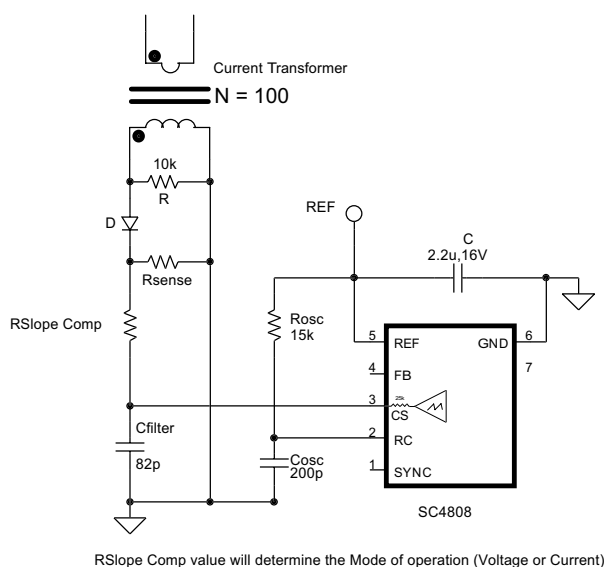 Current Transformer
N = 100
10k
R
D
Rsense
RSlope Comp
Cfilter
82p
REF
C
2.2u,16V
Rosc
15k
Cosc
200p
5
REF
GND
6
4
FB
7
3
25k
CS
2
RC
1
SYNC
SC4808
RSlope Comp value will determine the Mode of operation (Voltage or Current)